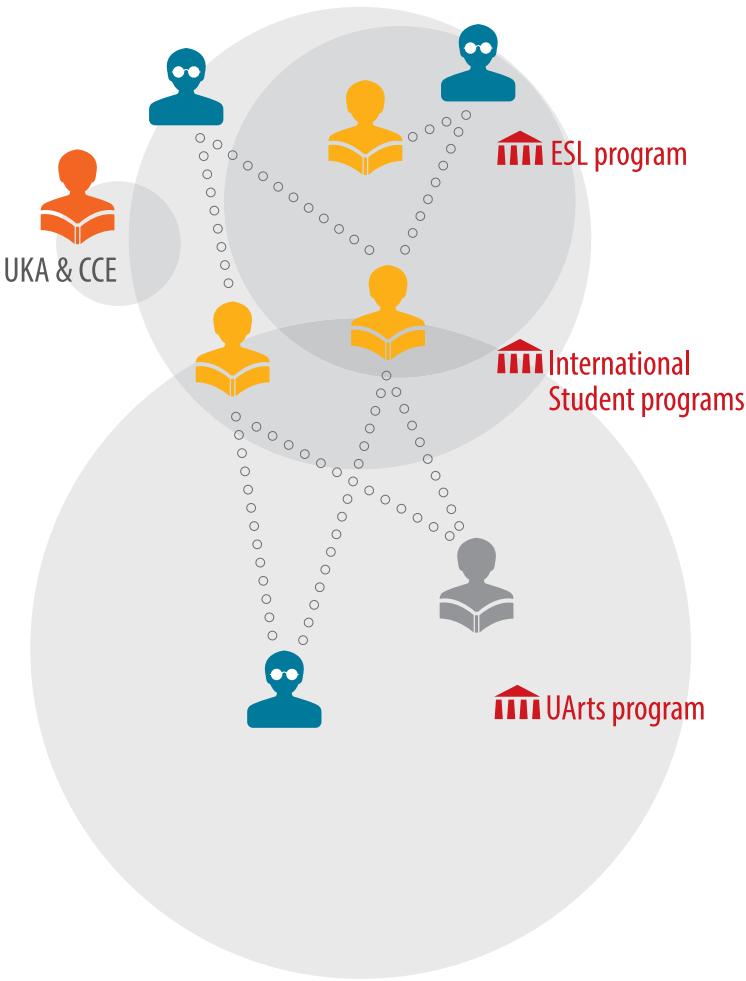 ESL program
UKA & CCE
International
Student programs
UArts program